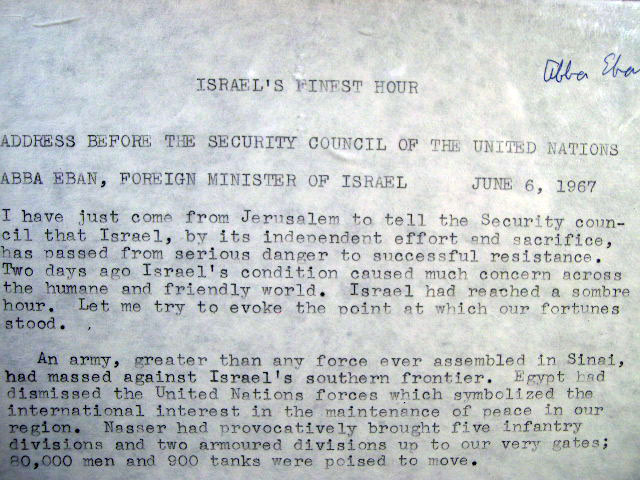 Abba Eban
ISRAEL'S FINEST HOUR
ADDRESS BEFORE THE SECURITY COUNCIL OF THE UNITED NATIONS
ABBA EBAN, FOREIGN MINISTER OF ISRAEL JUNE 6, 1967
I have just come from Jerusalem to tell the Security coun-
cil that Israel, by its independent effort and sacrifice,
has passed from serious danger to successful resistance.
Two days ago Israel's condition caused much concern across
the humane and friendly world. Israel had reached a sombre
hour. Let me try to evoke the point at which our fortunes
stood.
An army, greater than any force ever assembled in Sinai,
had massed against Israel's southern frontier. Egypt had
dismissed the United Nations forces which symbolized the
international interest in the maintenance of peace in our
region. Nasser had provocatively brought five infantry
divisions and two armoured divisions up to our very gates;
80,000 men and 900 tanks were poised to move.